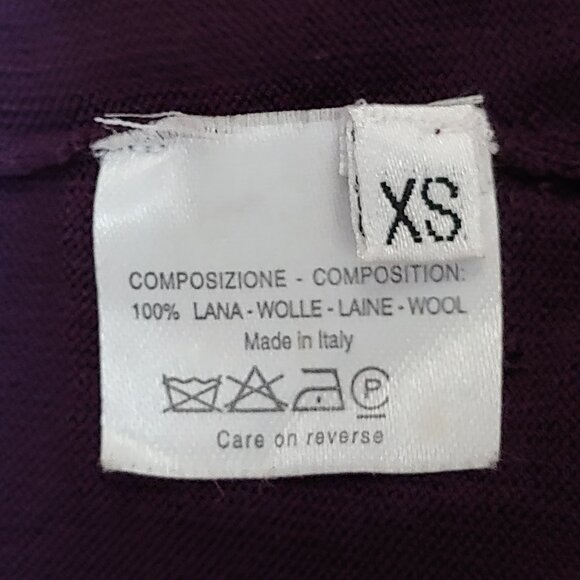 XS
COMPOSIZIONE - COMPOSITION:
100% LANA - WOLLE - LAINE - WOOL
Made in Italy
P
Care on reverse